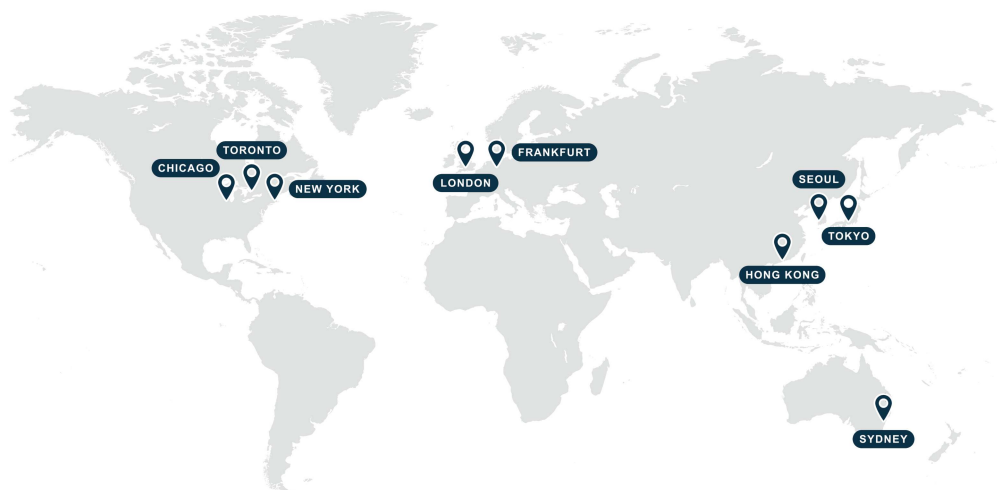 TORONTO
CHICAGO
NEW YORK
FRANKFURT
LONDON
SEOUL
TOKYO
HONG KONG
SYDNEY